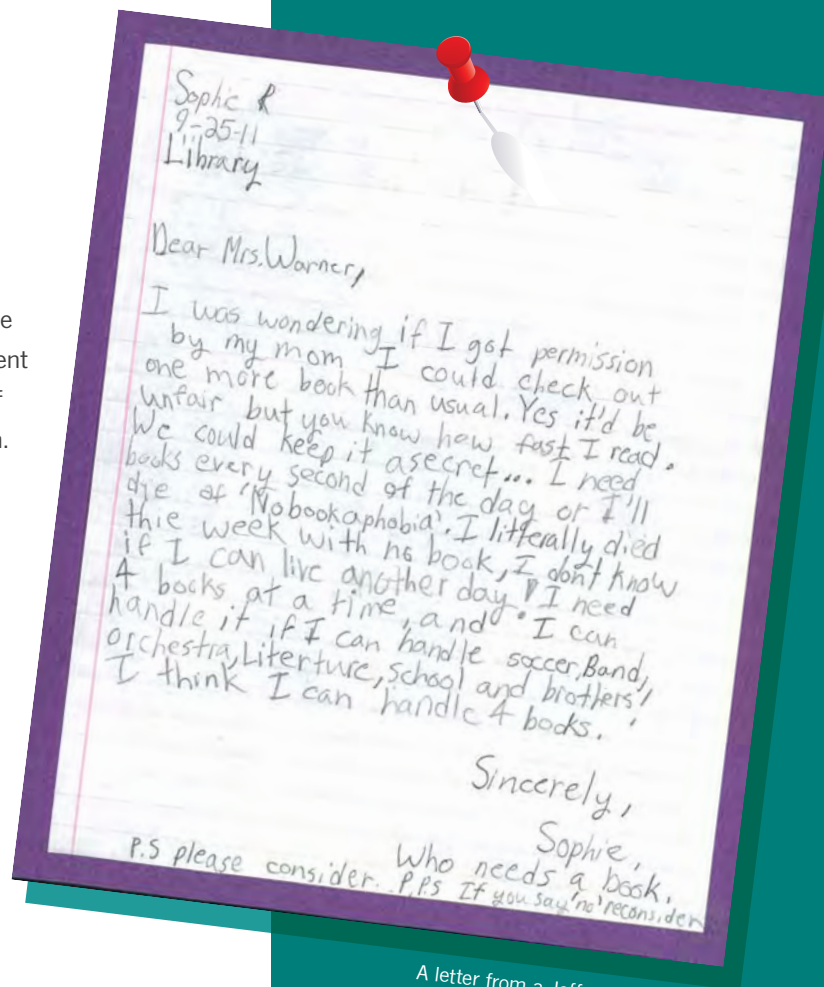 e
ent
f
n.
Sophie R
9-25-11
Library
Dear Mrs. Warner,
I was wondering if I got permission
by my mom I could check out
one more book than usual. Yes it'd be
unfair but you know how fast I read.
We could keep it a secret... I need
books every second of the day or I'll
die of 'Nobookaphobia'. I litterally died
thie week with no book, I don't know
if I can live another day! I need
4 books at a time, and I can
handle it if I can handle soccer, Band,
orchestra, Literture, school and brothers,
I think I can handle 4 books.
Sincerely,
Sophie,
Who needs a book.
P.S please consider. P.P.S If you say 'no' reconsider
A letter from a